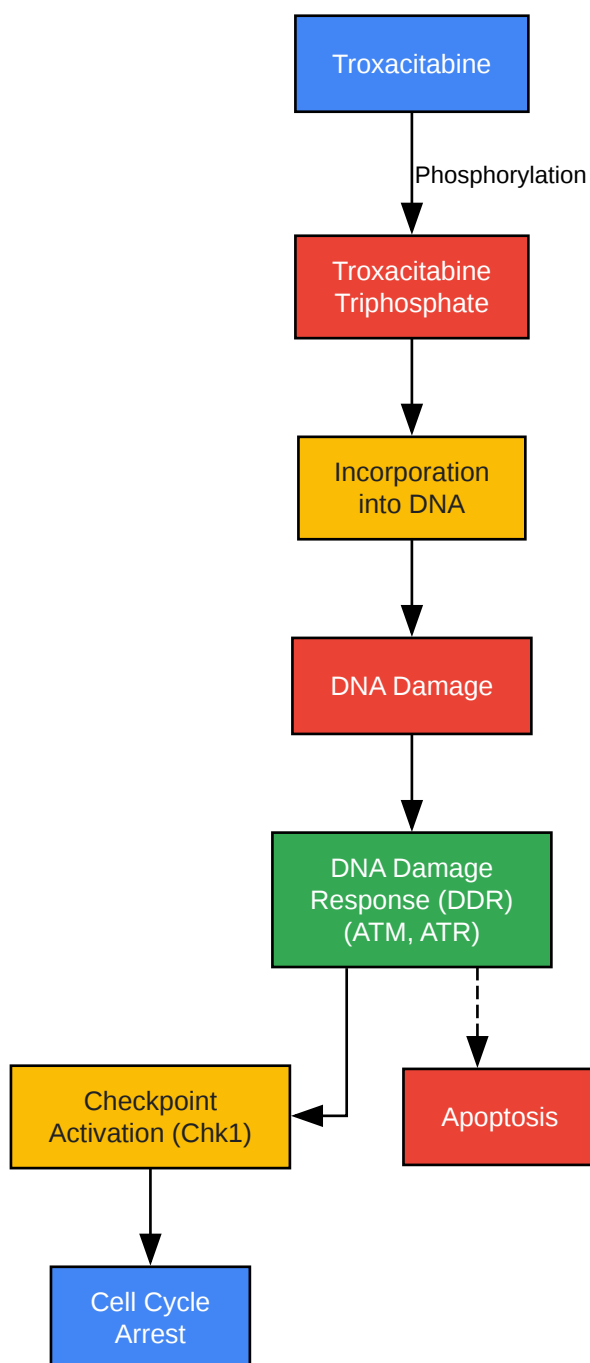 Troxacitabine
Phosphorylation
Troxacitabine
Triphosphate
Incorporation
into DNA
DNA Damage
DNA Damage
Response (DDR)
(ATM, ATR)
Checkpoint
Activation (Chk1)
Apoptosis
Cell Cycle
Arrest